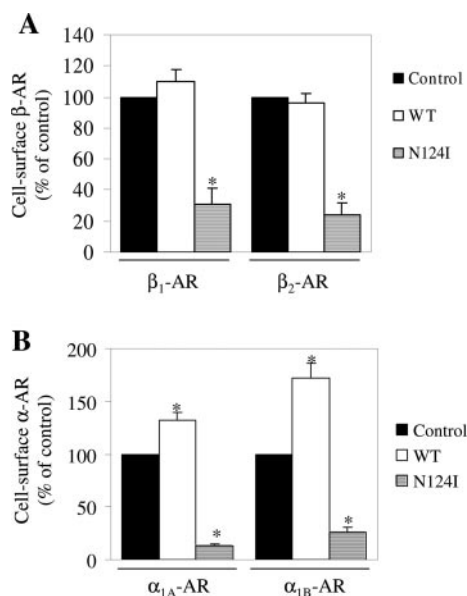 A
Cell-surface β-AR
(% of control)
140
120
100
80
60
40
20
0
*
*
β₁-AR
β₂-AR
Control
WT
N124I
B
Cell-surface α-AR
(% of control)
200
150
100
50
0
*
*
*
*
α₁A-AR
α₁B-AR
Control
WT
N124I